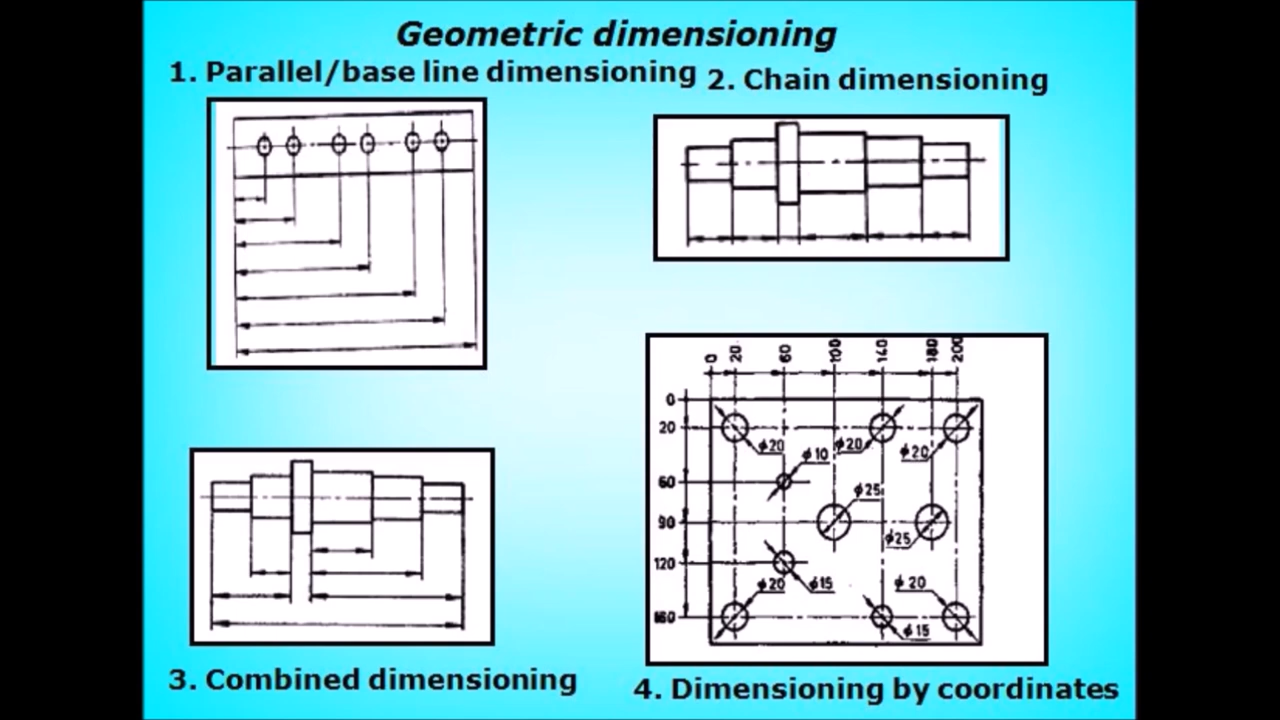 Geometric dimensioning
1. Parallel/base line dimensioning
2. Chain dimensioning
0 20 60 100 140 180 200
0
20
60
90
120
160
ϕ20
ϕ10
ϕ20
ϕ20
ϕ25
ϕ25
ϕ20
ϕ15
ϕ20
ϕ15
3. Combined dimensioning
4. Dimensioning by coordinates